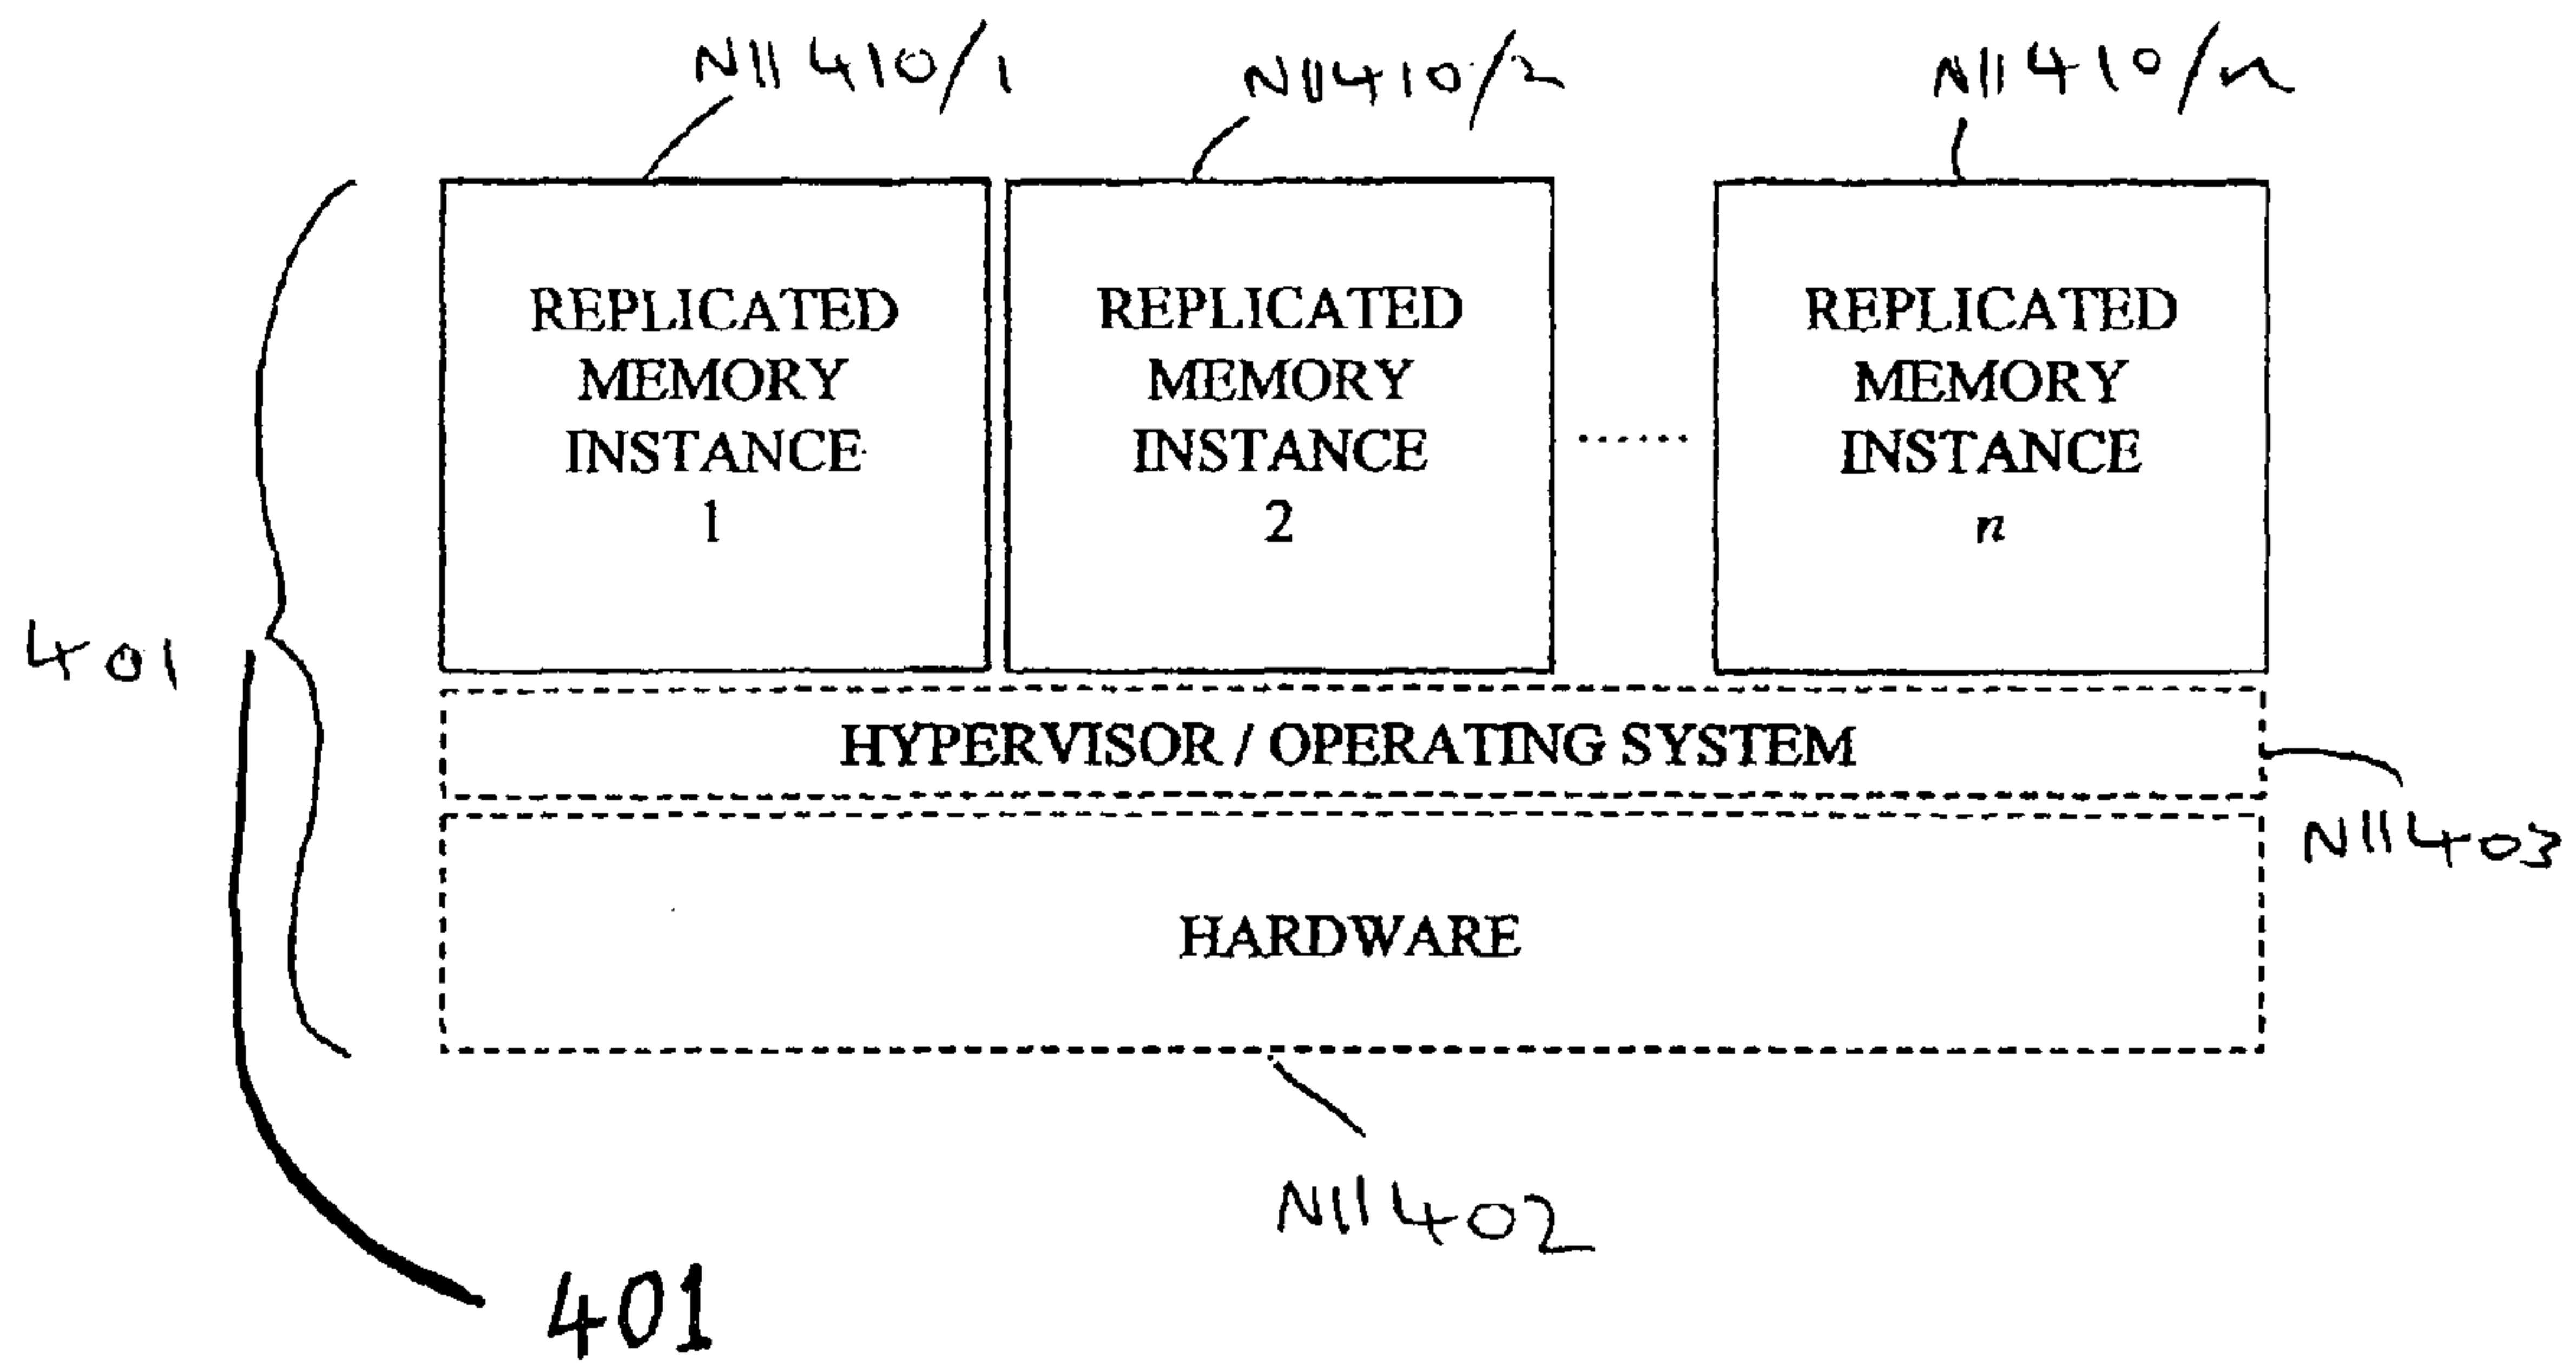 N11410/1
N11410/2
N11410/n
REPLICATED
MEMORY
INSTANCE
1
REPLICATED
MEMORY
INSTANCE
2
......
REPLICATED
MEMORY
INSTANCE
n
401
HYPERVISOR / OPERATING SYSTEM
N11403
HARDWARE
N11402
401